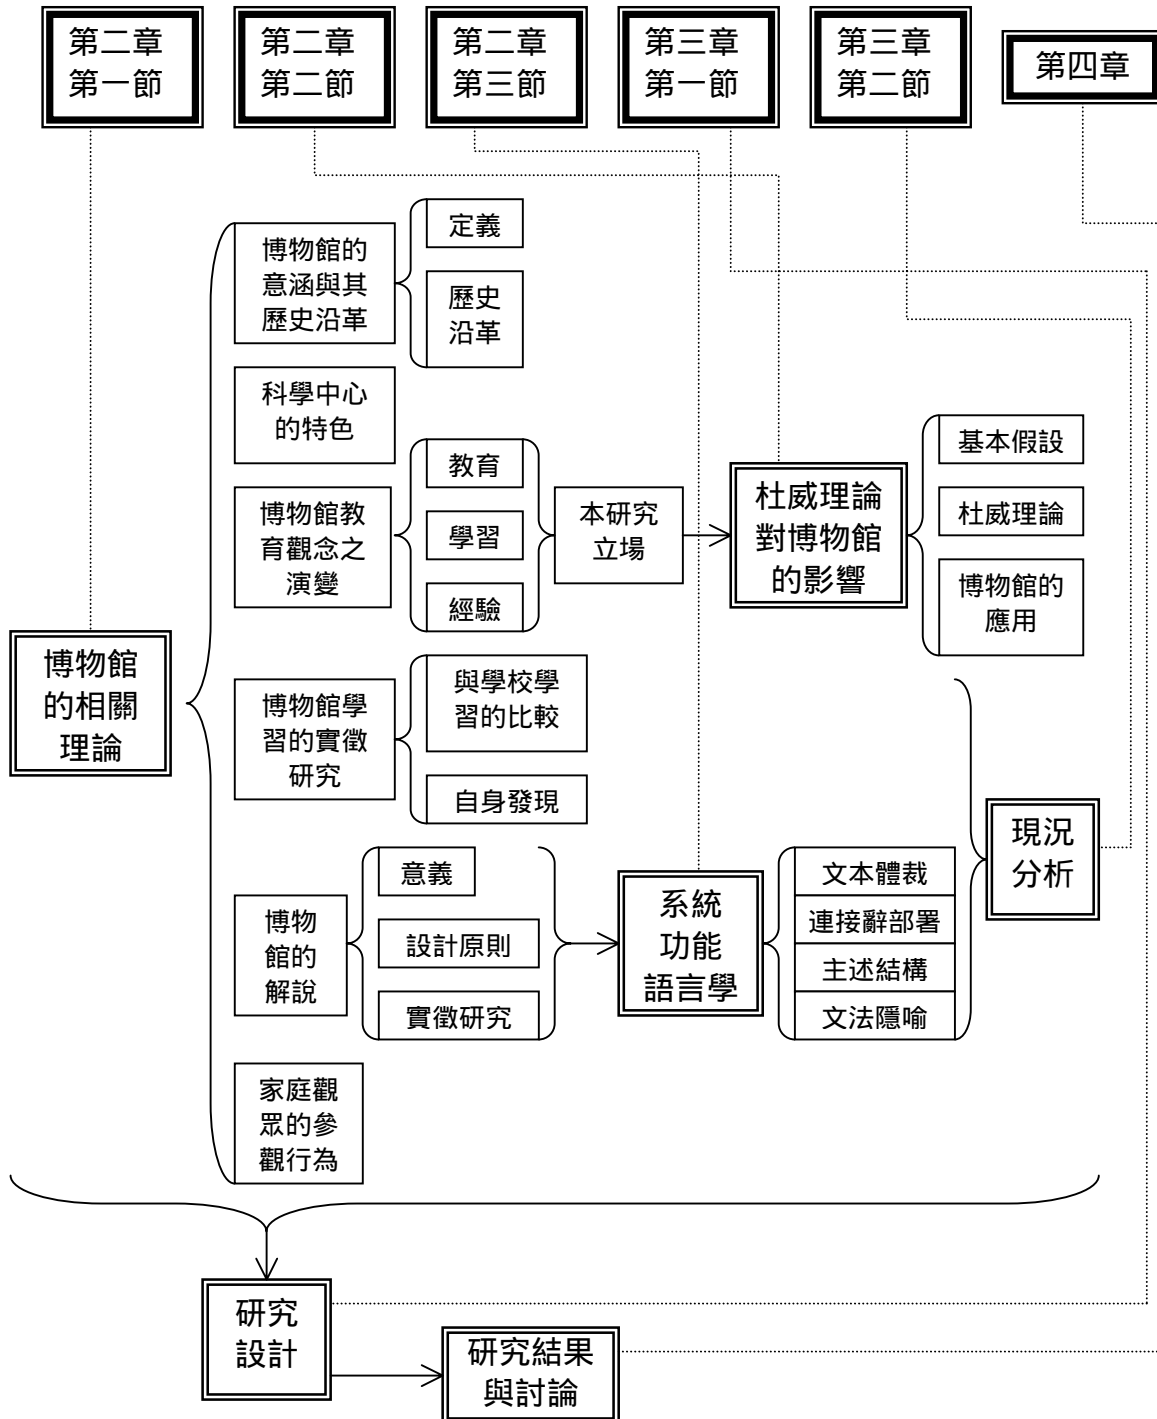 第二章
第一節
第二章
第二節
第二章
第三節
第三章
第一節
第三章
第二節
第四章
博物館的
意涵與其
歷史沿革
定義
歷史
沿革
科學中心
的特色
博物館教
育觀念之
演變
教育
學習
經驗
本研究
立場
杜威理論
對博物館
的影響
基本假設
杜威理論
博物館的
應用
博物館
的相關
理論
博物館學
習的實徵
研究
與學校學
習的比較
自身發現
博物
館的
解說
意義
設計原則
實徵研究
系統
功能
語言學
文本體裁
連接辭部署
主述結構
文法隱喻
現況
分析
家庭觀
眾的參
觀行為
研究
設計
研究結果
與討論